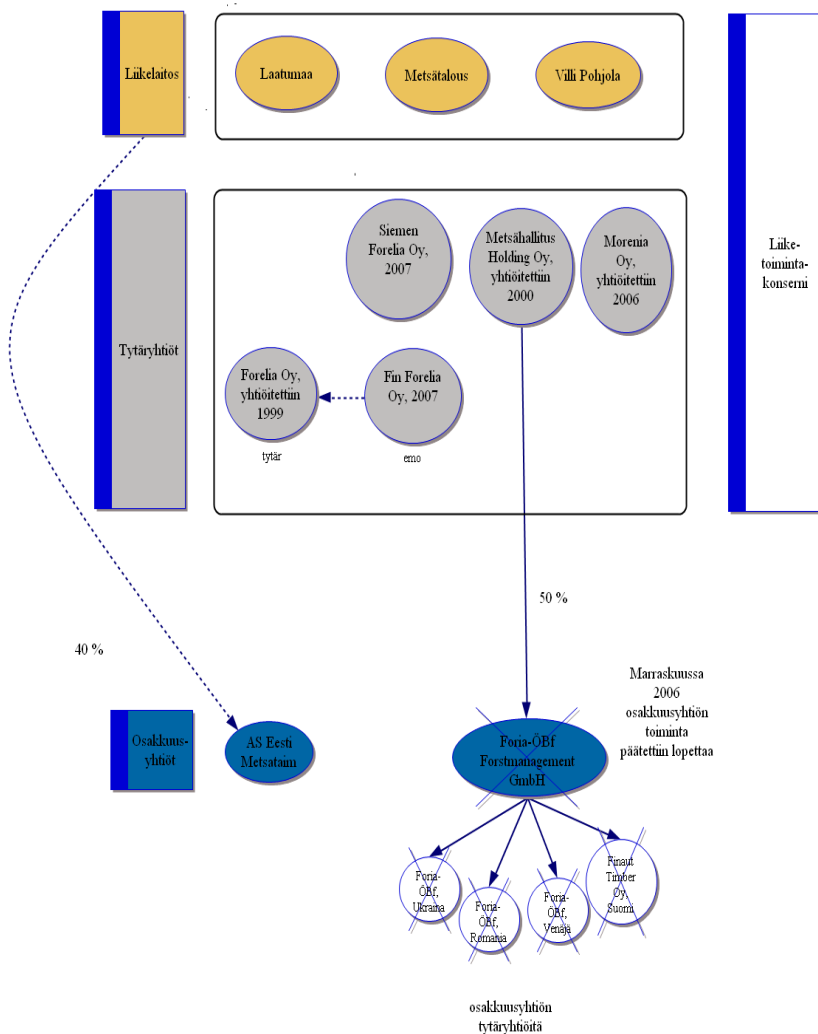 Liikelaitos
Laatumaa
Metsätalous
Villi Pohjola
Siemen
Forelia Oy,
2007
Metsähallitus
Holding Oy,
yhtiöitettiin
2000
Morenia
Oy,
yhtiöitettiin
2006
Liike-
toiminta-
konserni
Tytäryhtiöt
Forelia Oy,
yhtiöitettiin
1999
Fin Forelia
Oy, 2007
tytär
emo
50 %
40 %
Marraskuussa
2006
osakkuusyhtiön
toiminta
päätettiin lopettaa
Osakkuus-
yhtiöt
AS Eesti
Metsataim
Foria-ÖBf
Forstmanagement
GmbH
Foria-
ÖBf,
Ukraina
Foria-
ÖBf,
Romania
Foria-
ÖBf,
Venäjä
Finaut
Timber
Oy,
Suomi
osakkuusyhtiön
tytäryhtiöitä